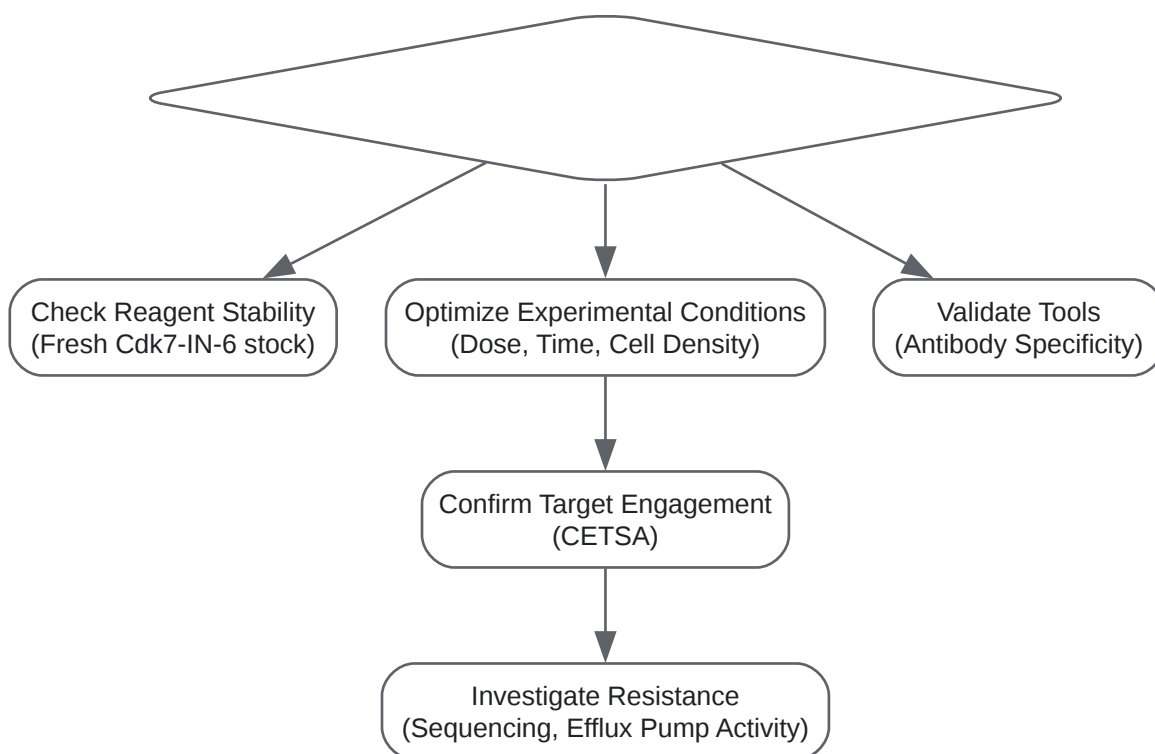 Check Reagent Stability
(Fresh Cdk7-IN-6 stock)
Optimize Experimental Conditions
(Dose, Time, Cell Density)
Validate Tools
(Antibody Specificity)
Confirm Target Engagement
(CETSA)
Investigate Resistance
(Sequencing, Efflux Pump Activity)